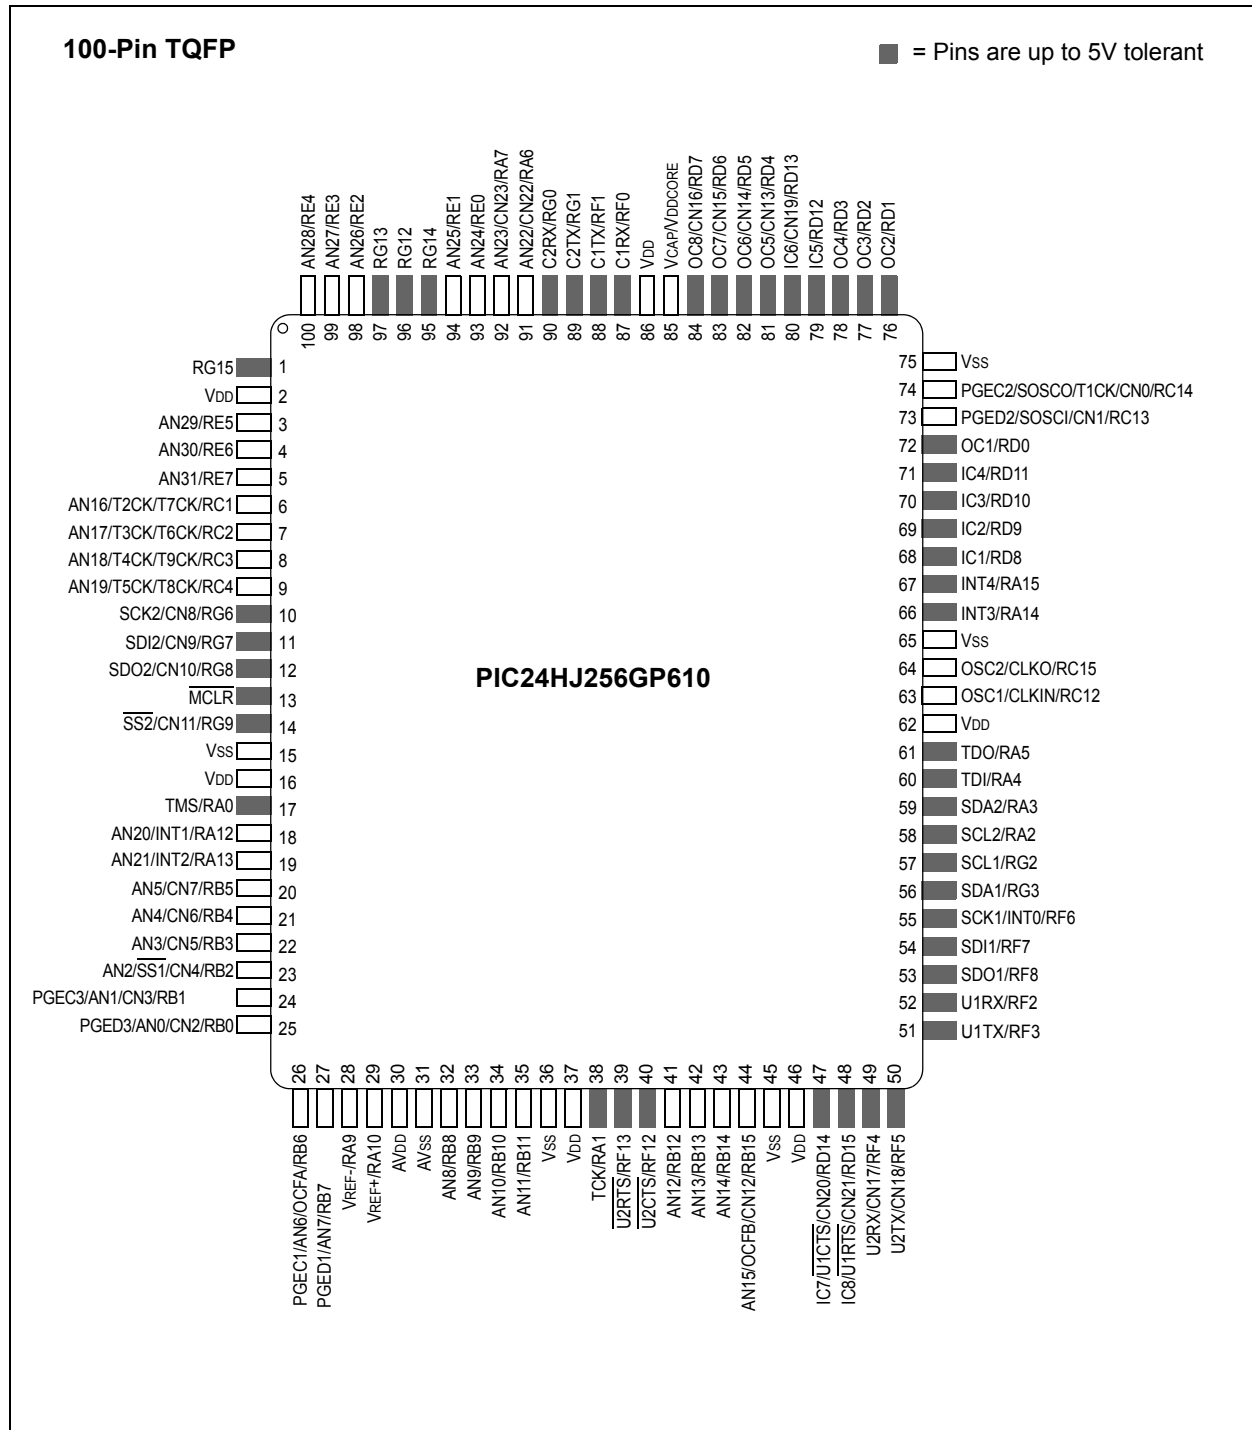 100-Pin TQFP
= Pins are up to 5V tolerant
AN28/RE4
AN27/RE3
AN26/RE2
RG13
RG12
RG14
AN25/RE1
AN24/RE0
AN23/CN23/RA7
AN22/CN22/RA6
C2RX/RG0
C2TX/RG1
C1TX/RF1
C1RX/RF0
VDD
VCAP/VDDCORE
OC8/CN16/RD7
OC7/CN15/RD6
OC6/CN14/RD5
OC5/CN13/RD4
IC6/CN19/RD13
IC5/RD12
OC4/RD3
OC3/RD2
OC2/RD1
100 99 98 97 96 95 94 93 92 91 90 89 88 87 86 85 84 83 82 81 80 79 78 77 76
RG15 1
VDD 2
AN29/RE5 3
AN30/RE6 4
AN31/RE7 5
AN16/T2CK/T7CK/RC1 6
AN17/T3CK/T6CK/RC2 7
AN18/T4CK/T9CK/RC3 8
AN19/T5CK/T8CK/RC4 9
SCK2/CN8/RG6 10
SDI2/CN9/RG7 11
SDO2/CN10/RG8 12
MCLR 13
SS2/CN11/RG9 14
VSS 15
VDD 16
TMS/RA0 17
AN20/INT1/RA12 18
AN21/INT2/RA13 19
AN5/CN7/RB5 20
AN4/CN6/RB4 21
AN3/CN5/RB3 22
AN2/SS1/CN4/RB2 23
PGEC3/AN1/CN3/RB1 24
PGED3/AN0/CN2/RB0 25
PIC24HJ256GP610
75 VSS
74 PGEC2/SOSCO/T1CK/CN0/RC14
73 PGED2/SOSCI/CN1/RC13
72 OC1/RD0
71 IC4/RD11
70 IC3/RD10
69 IC2/RD9
68 IC1/RD8
67 INT4/RA15
66 INT3/RA14
65 VSS
64 OSC2/CLKO/RC15
63 OSC1/CLKIN/RC12
62 VDD
61 TDO/RA5
60 TDI/RA4
59 SDA2/RA3
58 SCL2/RA2
57 SCL1/RG2
56 SDA1/RG3
55 SCK1/INT0/RF6
54 SDI1/RF7
53 SDO1/RF8
52 U1RX/RF2
51 U1TX/RF3
26 27 28 29 30 31 32 33 34 35 36 37 38 39 40 41 42 43 44 45 46 47 48 49 50
PGEC1/AN6/OCFA/RB6
PGED1/AN7/RB7
VREF-/RA9
VREF+/RA10
AVDD
AVSS
AN8/RB8
AN9/RB9
AN10/RB10
AN11/RB11
VSS
VDD
TCK/RA1
U2RTS/RF13
U2CTS/RF12
AN12/RB12
AN13/RB13
AN14/RB14
AN15/OCFB/CN12/RB15
VSS
VDD
IC7/U1CTS/CN20/RD14
IC8/U1RTS/CN21/RD15
U2RX/CN17/RF4
U2TX/CN18/RF5